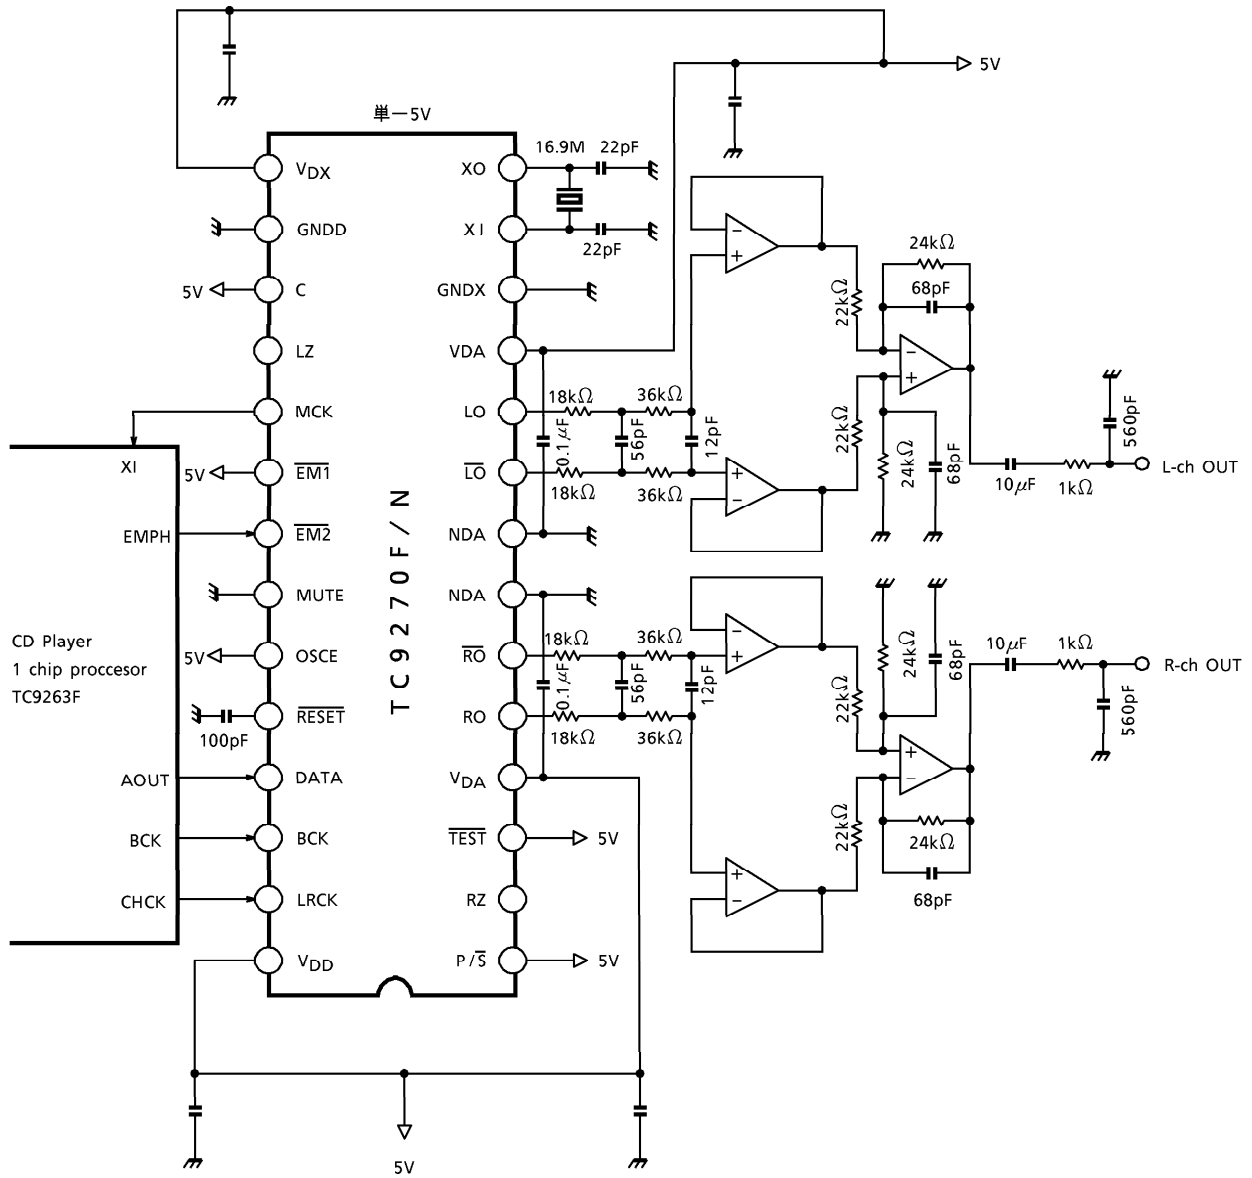 5V
単一5V
16.9M 22pF
VDX
XO
GNDD
XI
22pF
24kΩ
68pF
5V
C
GNDX
22kΩ
LZ
VDA
MCK
LO
18kΩ
36kΩ
22kΩ
560pF
XI
5V
EM1
LO
0.1μF
56pF
12pF
24kΩ
68pF
L-ch OUT
18kΩ
36kΩ
10μF
1kΩ
EMPH
EM2
NDA
TC9270F/N
MUTE
NDA
CD Player
1 chip proccesor
TC9263F
5V
OSCE
RO
18kΩ
36kΩ
24kΩ
68pF
10μF
1kΩ
R-ch OUT
0.1μF
56pF
12pF
22kΩ
560pF
RESET
RO
100pF
18kΩ
36kΩ
AOUT
DATA
VDA
BCK
BCK
TEST
5V
22kΩ
24kΩ
CHCK
LRCK
RZ
68pF
VDD
P/S
5V
5V